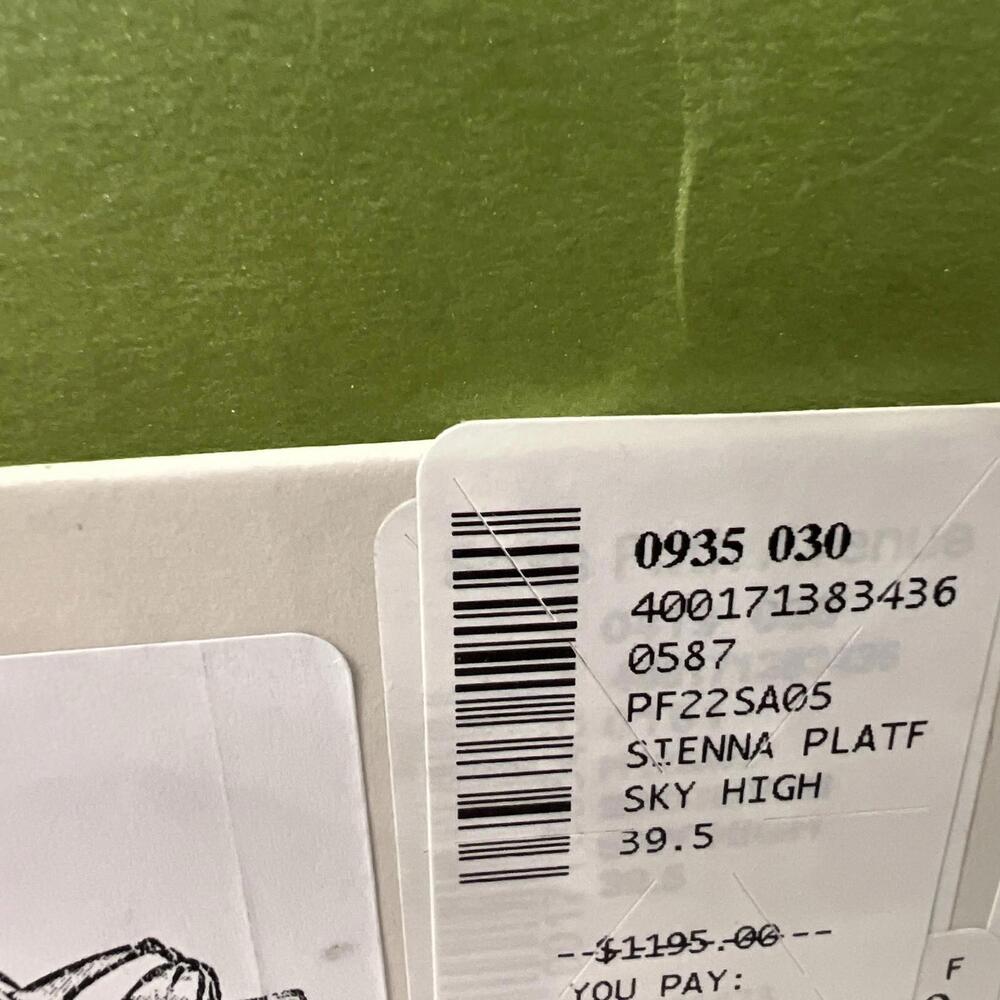 0935 030
400171383436
0587
PF22SA05
SIENNA PLATF
SKY HIGH
39.5
--$1195.00--
YOU PAY:
F